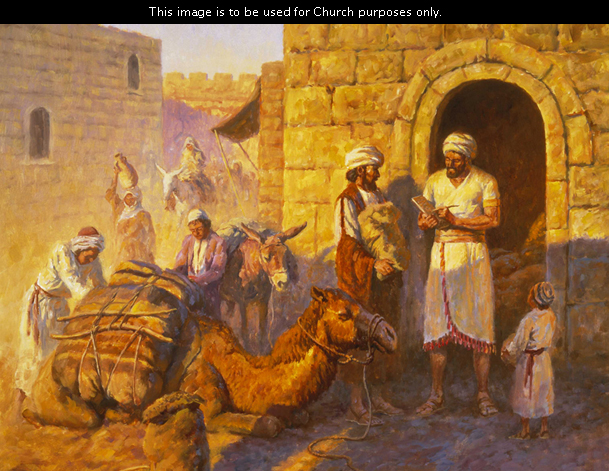 This image is to be used for Church purposes only.